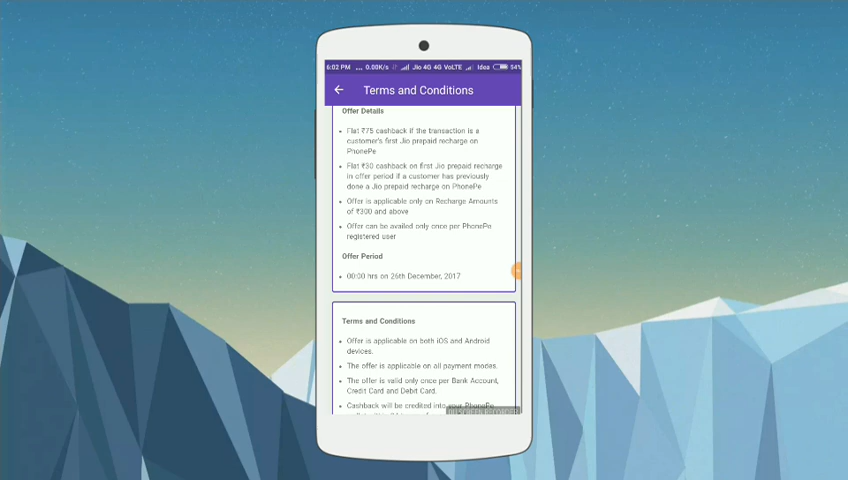 6:02 PM ... 0.00K/s Jio 4G 4G VoLTE Idea 54%
Terms and Conditions
Offer Details
• Flat ₹75 cashback if the transaction is a
customer's first Jio prepaid recharge on
PhonePe
• Flat ₹30 cashback on first Jio prepaid recharge
in offer period if a customer has previously
done a Jio prepaid recharge on PhonePe
• Offer is applicable only on Recharge Amounts
of ₹300 and above
• Offer can be availed only once per PhonePe
registered user
Offer Period
• 00:00 hrs on 26th December, 2017
Terms and Conditions
• Offer is applicable on both iOS and Android
devices.
• The offer is applicable on all payment modes.
• The offer is valid only once per Bank Account,
Credit Card and Debit Card.
• Cashback will be credited into your PhonePe